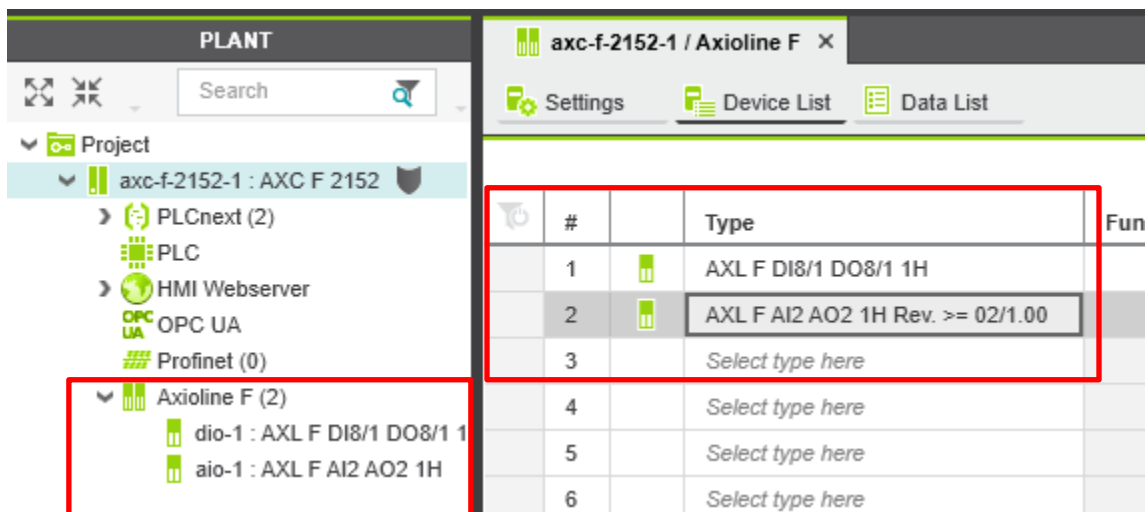 PLANT
Search
Project
axc-f-2152-1 : AXC F 2152
PLCnext (2)
PLC
HMI Webserver
OPC UA OPC UA
Profinet (0)
Axioline F (2)
dio-1 : AXL F DI8/1 DO8/1 1
aio-1 : AXL F AI2 AO2 1H
axc-f-2152-1 / Axioline F ×
Settings Device List Data List
# Type Fun
1 AXL F DI8/1 DO8/1 1H
2 AXL F AI2 AO2 1H Rev. >= 02/1.00
3 Select type here
4 Select type here
5 Select type here
6 Select type here